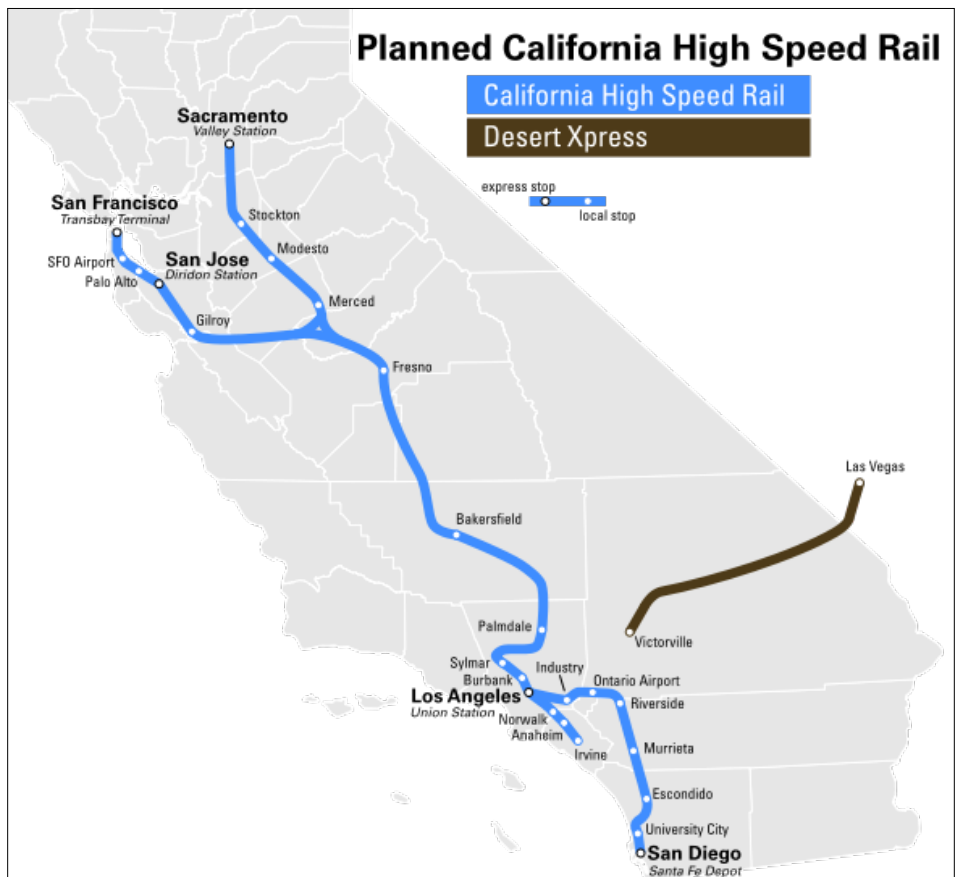 Planned California High Speed Rail
California High Speed Rail
Desert Xpress
express stop
local stop
Sacramento
Valley Station
San Francisco
Transbay Terminal
Stockton
Modesto
SFO Airport
San Jose
Diridon Station
Palo Alto
Merced
Gilroy
Fresno
Las Vegas
Bakersfield
Palmdale
Victorville
Sylmar
Industry
Burbank
Ontario Airport
Los Angeles
Union Station
Riverside
Norwalk
Anaheim
Irvine
Murrieta
Escondido
University City
San Diego
Santa Fe Depot